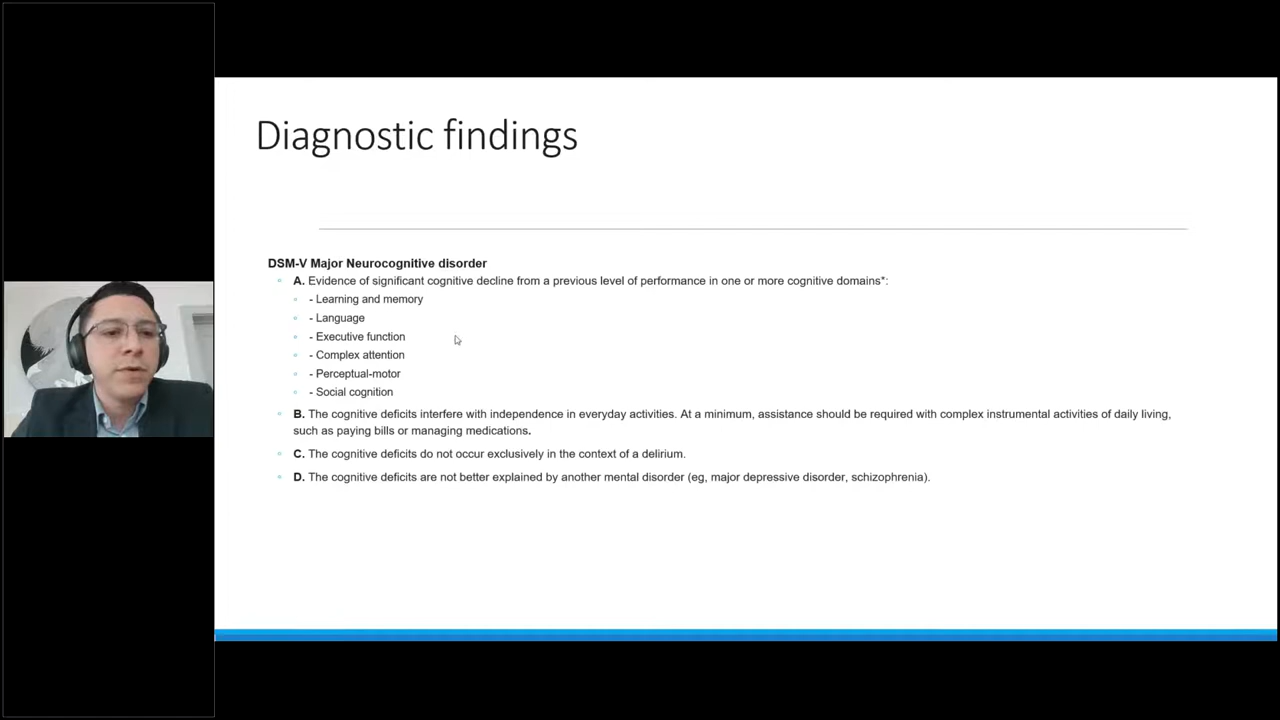 Diagnostic findings
DSM-V Major Neurocognitive disorder
A. Evidence of significant cognitive decline from a previous level of performance in one or more cognitive domains*:
- Learning and memory
- Language
- Executive function
- Complex attention
- Perceptual-motor
- Social cognition
B. The cognitive deficits interfere with independence in everyday activities. At a minimum, assistance should be required with complex instrumental activities of daily living,
such as paying bills or managing medications.
C. The cognitive deficits do not occur exclusively in the context of a delirium.
D. The cognitive deficits are not better explained by another mental disorder (eg, major depressive disorder, schizophrenia).